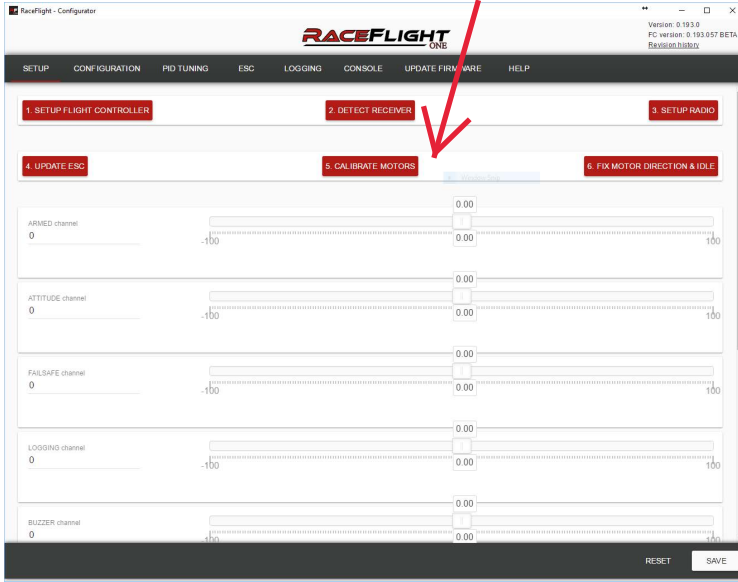 RaceFlight - Configurator
RACEFLIGHT
ONE
Version: 0.193.0
FC version: 0.193.057 BETA
Revision history
SETUP CONFIGURATION PID TUNING ESC LOGGING CONSOLE UPDATE FIRMWARE HELP
1. SETUP FLIGHT CONTROLLER 2. DETECT RECEIVER 3. SETUP RADIO
4. UPDATE ESC 5. CALIBRATE MOTORS 6. FIX MOTOR DIRECTION & IDLE
0.00
ARMED channel
0
-100 0.00 100
0.00
ATTITUDE channel
0
-100 0.00 100
0.00
FAILSAFE channel
0
-100 0.00 100
0.00
LOGGING channel
0
-100 0.00 100
0.00
BUZZER channel
0
-100 0.00 100
RESET SAVE